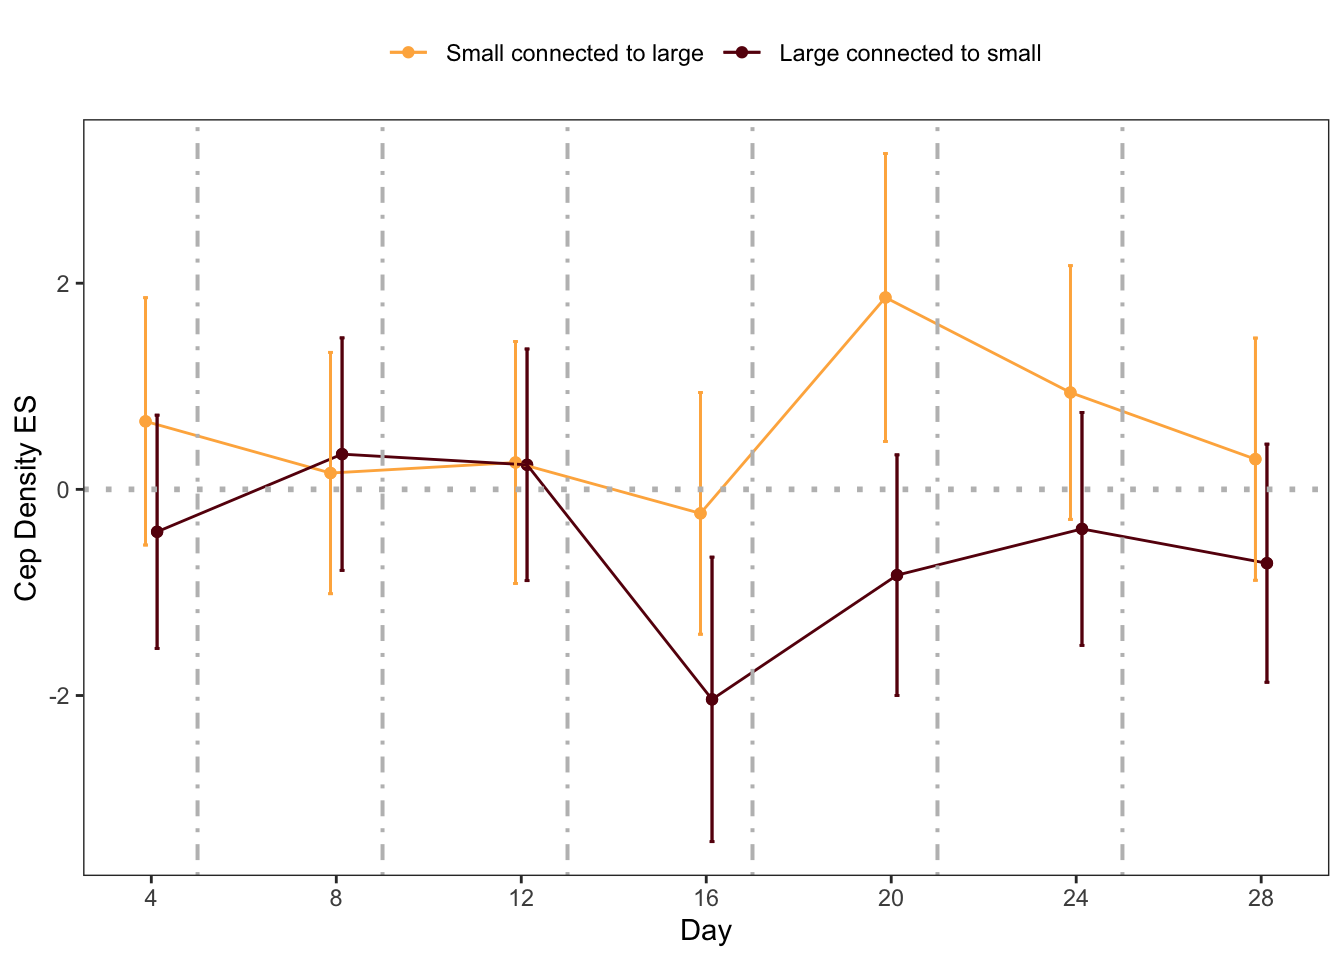 Small connected to large Large connected to small
Cep Density ES
2
0
-2
4 8 12 16 20 24 28
Day